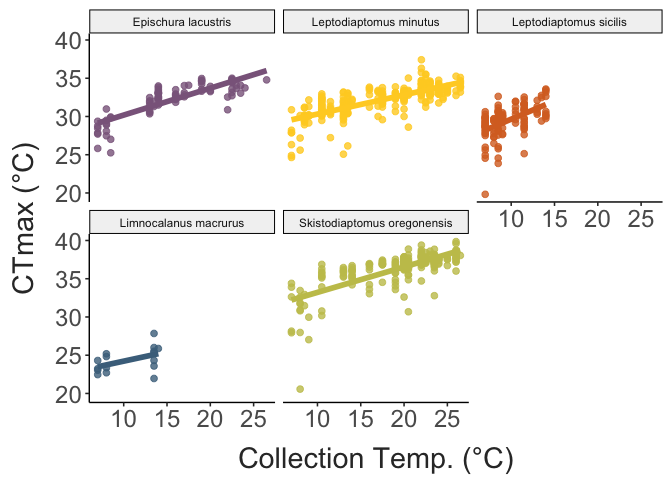 Epischura lacustris
Leptodiaptomus minutus
Leptodiaptomus sicilis
40
35
30
25
20
10 15 20 25
Limnocalanus macrurus
Skistodiaptomus oregonensis
40
35
30
25
20
10 15 20 25
10 15 20 25
CTmax (°C)
Collection Temp. (°C)